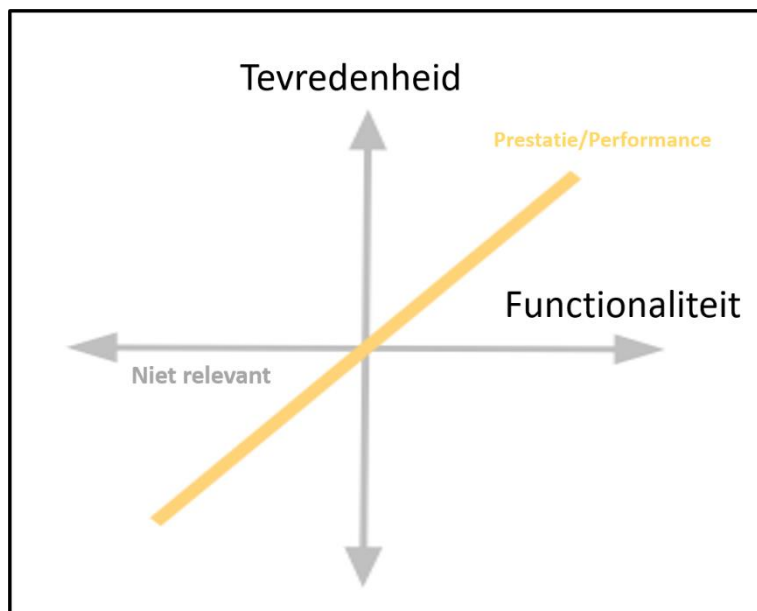 Tevredenheid
Prestatie/Performance
Functionaliteit
Niet relevant